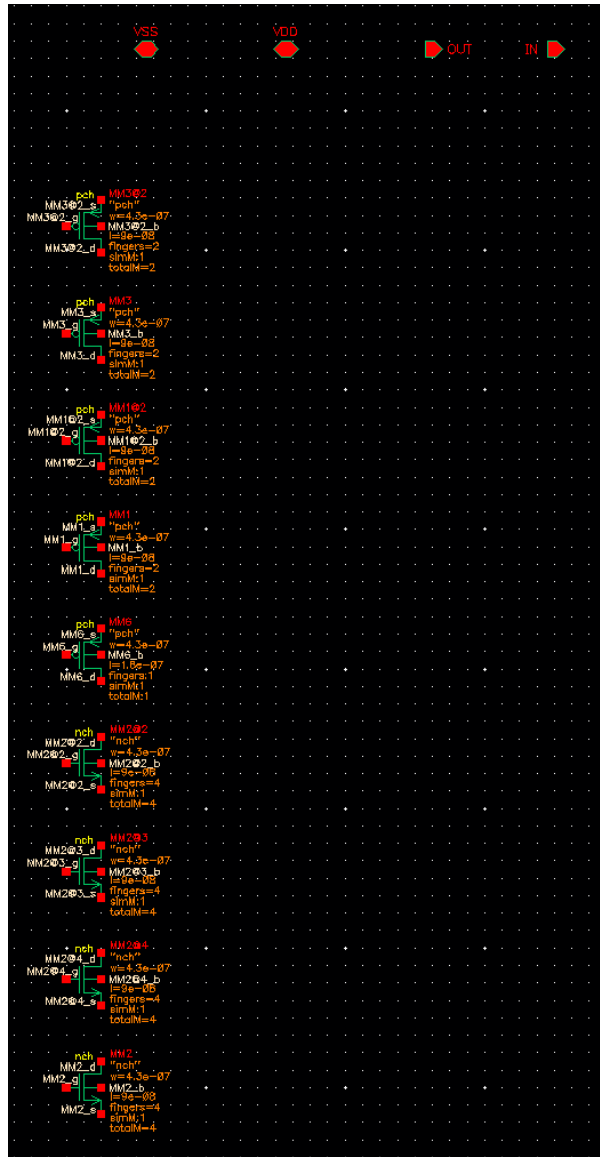 VSS VDD OUT IN
pch MM3@2
MM3@2_s "pch"
w=4.3e-07
MM3@2_g MM3@2_b
l=9e-08
MM3@2_d fingers=2
simM:1
totalM=2
pch MM3
MM3_s "pch"
w=4.3e-07
MM3_g MM3_b
l=9e-08
MM3_d fingers=2
simM:1
totalM=2
pch MM1@2
MM1@2_s "pch"
w=4.3e-07
MM1@2_g MM1@2_b
l=9e-08
MM1@2_d fingers=2
simM:1
totalM=2
pch MM1
MM1_s "pch"
w=4.3e-07
MM1_g MM1_b
l=9e-08
MM1_d fingers=2
simM:1
totalM=2
pch MM6
MM6_s "pch"
w=4.3e-07
MM6_g MM6_b
l=1.8e-07
MM6_d fingers:1
simM:1
totalM:1
nch MM2@2
MM2@2_d "nch"
w=4.3e-07
MM2@2_g MM2@2_b
l=9e-08
MM2@2_s fingers=4
simM:1
totalM=4
nch MM2@3
MM2@3_d "nch"
w=4.3e-07
MM2@3_g MM2@3_b
l=9e-08
MM2@3_s fingers=4
simM:1
totalM=4
nch MM2@4
MM2@4_d "nch"
w=4.3e-07
MM2@4_g MM2@4_b
l=9e-08
MM2@4_s fingers=4
simM:1
totalM=4
nch MM2
MM2_d "nch"
w=4.3e-07
MM2_g MM2_b
l=9e-08
MM2_s fingers=4
simM:1
totalM=4